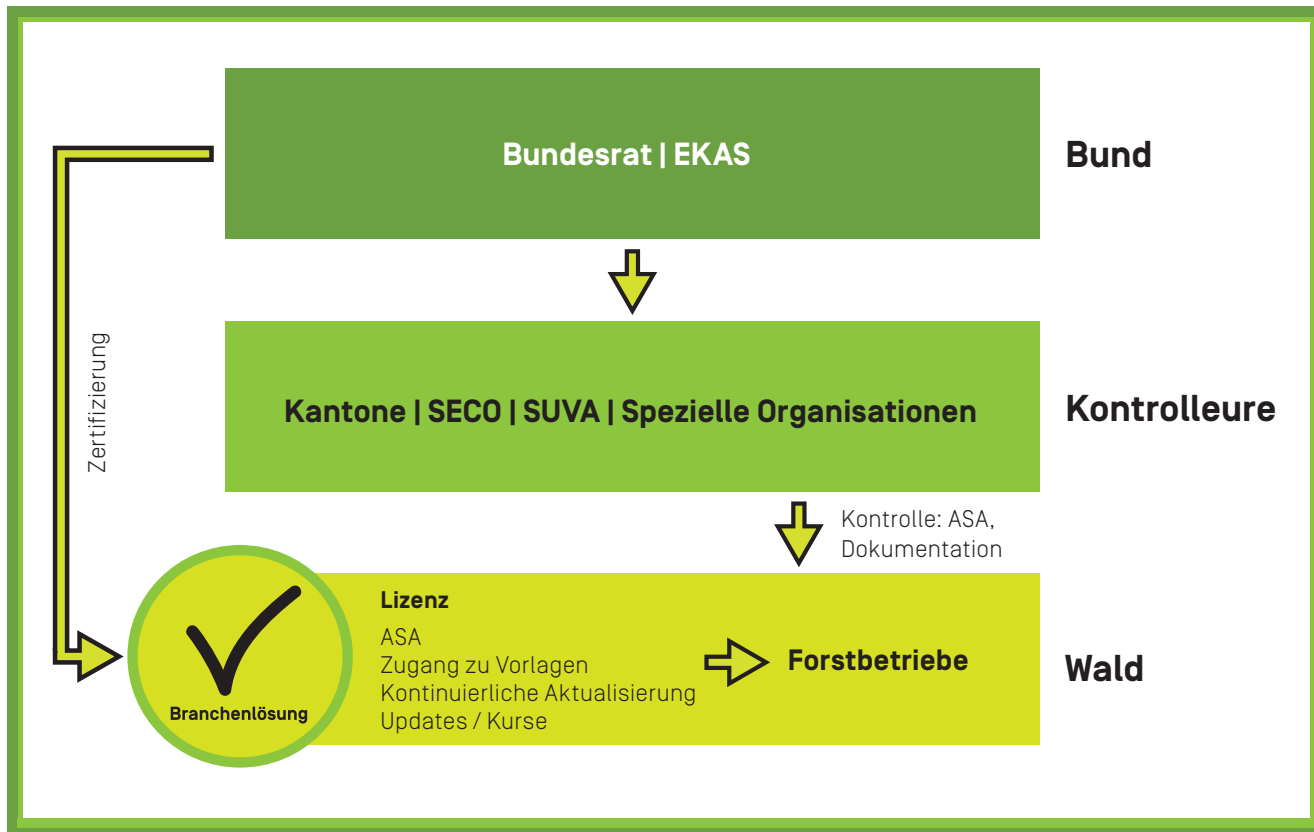 Bundesrat | EKAS
Bund
Zertifizierung
Kantone | SECO | SUVA | Spezielle Organisationen
Kontrolleure
Kontrolle: ASA,
Dokumentation
Branchenlösung
Lizenz
ASA
Zugang zu Vorlagen
Kontinuierliche Aktualisierung
Updates / Kurse
Forstbetriebe
Wald